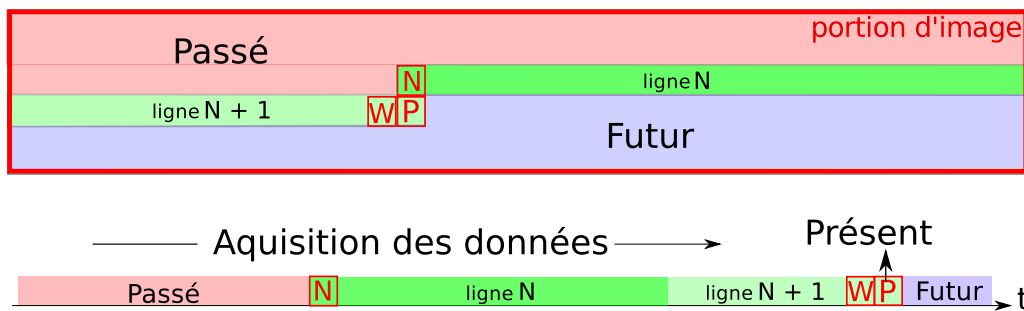 portion d'image
Passé
N ligne N
ligne N + 1 W P
Futur
Aquisition des données
Présent
Passé N ligne N ligne N + 1 W P Futur
t